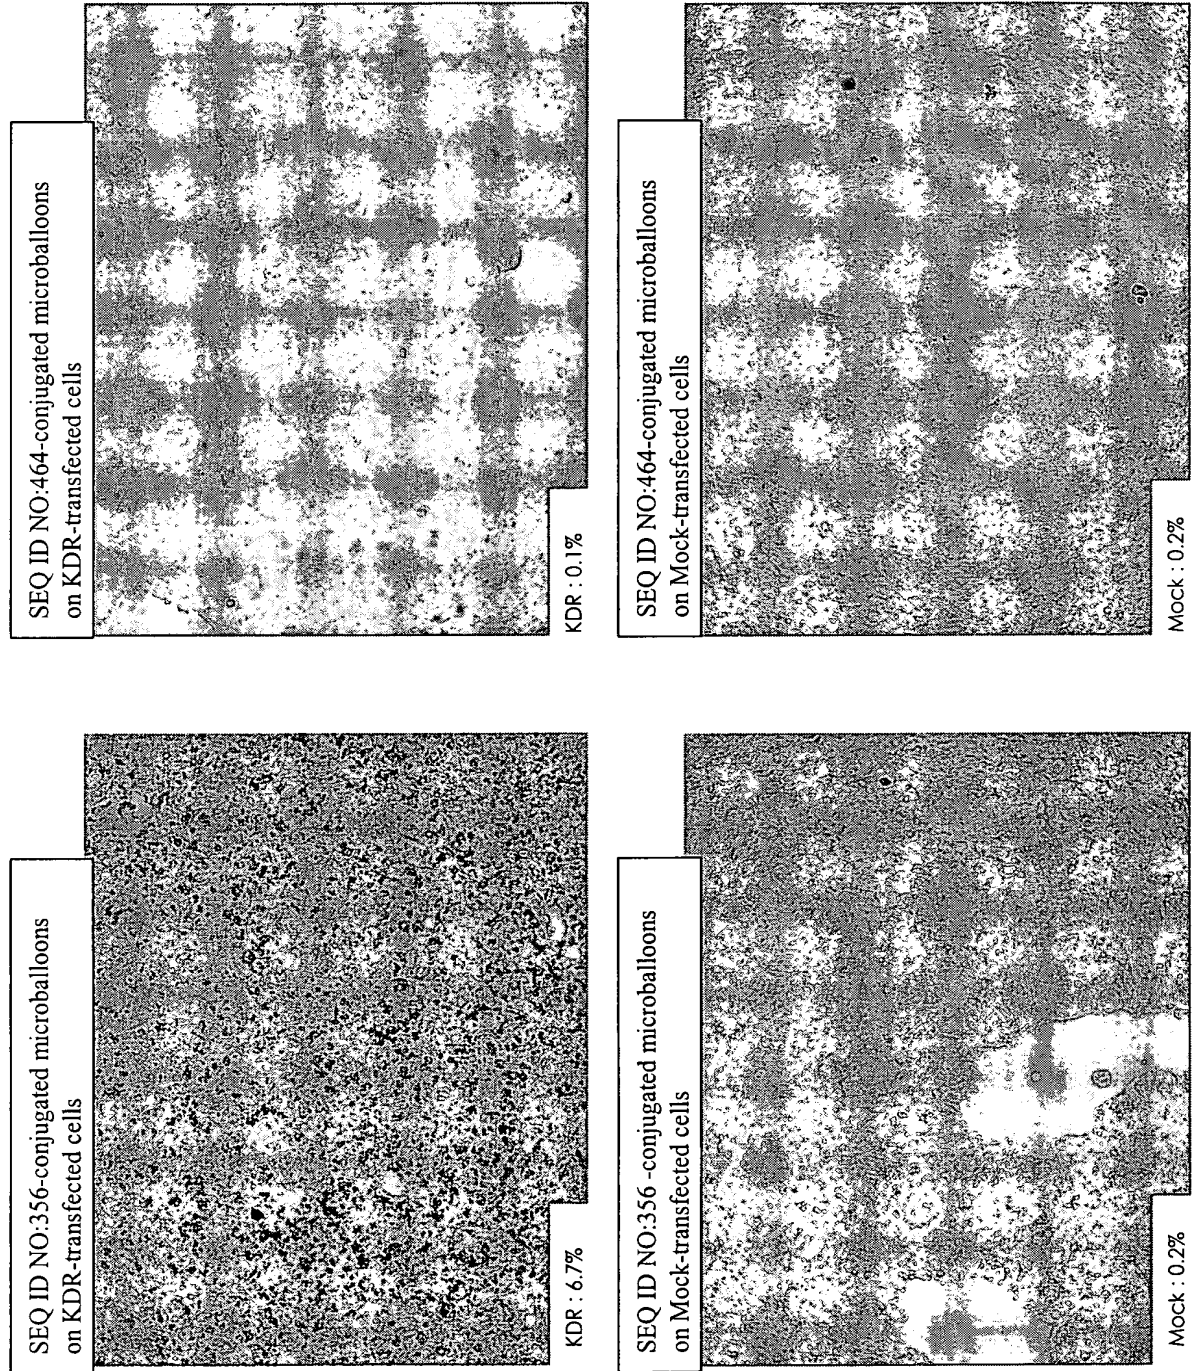 SEQ ID NO:356-conjugated microballoons
on KDR-transfected cells
KDR : 6.7%
SEQ ID NO:464-conjugated microballoons
on KDR-transfected cells
KDR : 0.1%
SEQ ID NO:356 -conjugated microballoons
on Mock-transfected cells
Mock : 0.2%
SEQ ID NO:464-conjugated microballoons
on Mock-transfected cells
Mock : 0.2%